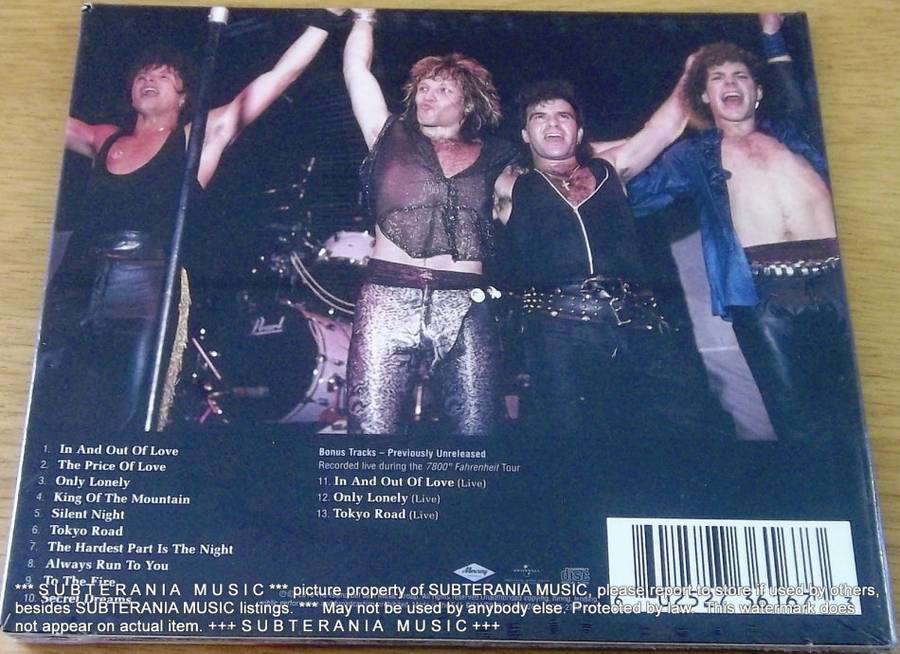 Pearl
1. In And Out Of Love
2. The Price Of Love
3. Only Lonely
4. King Of The Mountain
5. Silent Night
6. Tokyo Road
7. The Hardest Part Is The Night
8. Always Run To You
9. To The Fire
10. Secret Dreams
Bonus Tracks – Previously Unreleased
Recorded live during the 7800° Fahrenheit Tour
11. In And Out Of Love (Live)
12. Only Lonely (Live)
13. Tokyo Road (Live)
Mercury
disc
*** SUBTERANIA MUSIC *** picture property of SUBTERANIA MUSIC, please report to store if used by others,
besides SUBTERANIA MUSIC listings. *** May not be used by anybody else. Protected by law. This watermark does
not appear on actual item. +++ SUBTERANIA MUSIC +++